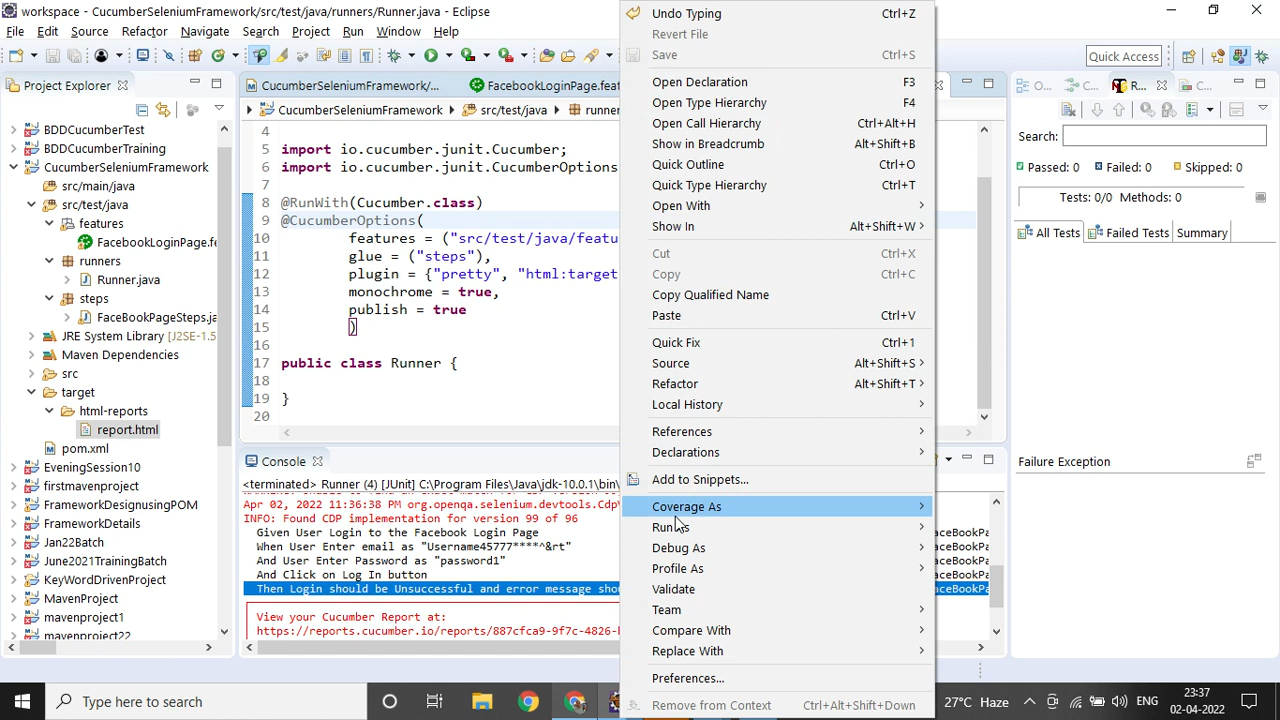 workspace - CucumberSeleniumFramework/src/test/java/runners/Runner.java - Eclipse
File Edit Source Refactor Navigate Search Project Run Window
Quick Access
Project Explorer
BDDCucumberTest
BDDCucumberTraining
CucumberSeleniumFramework
src/main/java
src/test/java
features
FacebookLoginPage.fe
runners
Runner.java
steps
FaceBookPageSteps.ja
JRE System Library [J2SE-1.5
Maven Dependencies
src
target
html-reports
report.html
pom.xml
EveningSession10
firstmavenproject
FrameworkDesignusingPOM
FrameworkDetails
Jan22Batch
June2021TrainingBatch
KeyWordDrivenProject
MavenProject
mavenproject1
mavenproject22
CucumberSeleniumFramework/...
FacebookLoginPage.feat
CucumberSeleniumFramework
src/test/java
runners
4
5 import io.cucumber.junit.Cucumber;
6 import io.cucumber.junit.CucumberOptions
7
8 @RunWith(Cucumber.class)
9 @CucumberOptions(
10 features = ("src/test/java/featu
11 glue = ("steps"),
12 plugin = {"pretty", "html:target
13 monochrome = true,
14 publish = true
15 )
16
17 public class Runner {
18
19 }
20
Console
<terminated> Runner (4) [JUnit] C:\Program Files\Java\jdk-10.0.1\bin\
Apr 02, 2022 11:36:38 PM org.openqa.selenium.devtools.Cdp\
INFO: Found CDP implementation for version 99 of 96
Given User Login to the Facebook Login Page
When User Enter email as "Username45777****^&rt"
And User Enter Password as "password1"
And Click on Log In button
Then Login should be Unsuccessful and error message shou
View your Cucumber Report at:
https://reports.cucumber.io/reports/887cfca9-9f7c-4826-b
aceBookPa
aceBookPa
aceBookPa
aceBookPa
aceBookPa
Undo Typing Ctrl+Z
Revert File
Save Ctrl+S
Open Declaration F3
Open Type Hierarchy F4
Open Call Hierarchy Ctrl+Alt+H
Show in Breadcrumb Alt+Shift+B
Quick Outline Ctrl+O
Quick Type Hierarchy Ctrl+T
Open With
Show In Alt+Shift+W
Cut Ctrl+X
Copy Ctrl+C
Copy Qualified Name
Paste Ctrl+V
Quick Fix Ctrl+1
Source Alt+Shift+S
Refactor Alt+Shift+T
Local History
References
Declarations
Add to Snippets...
Coverage As
Run As
Debug As
Profile As
Validate
Team
Compare With
Replace With
Preferences...
Remove from Context Ctrl+Alt+Shift+Down
O... C... R... C...
Search:
Passed: 0 Failed: 0 Skipped: 0
Tests: 0/0 Methods: 0
All Tests Failed Tests Summary
Failure Exception
Type here to search
27°C Haze
ENG
23:37
02-04-2022